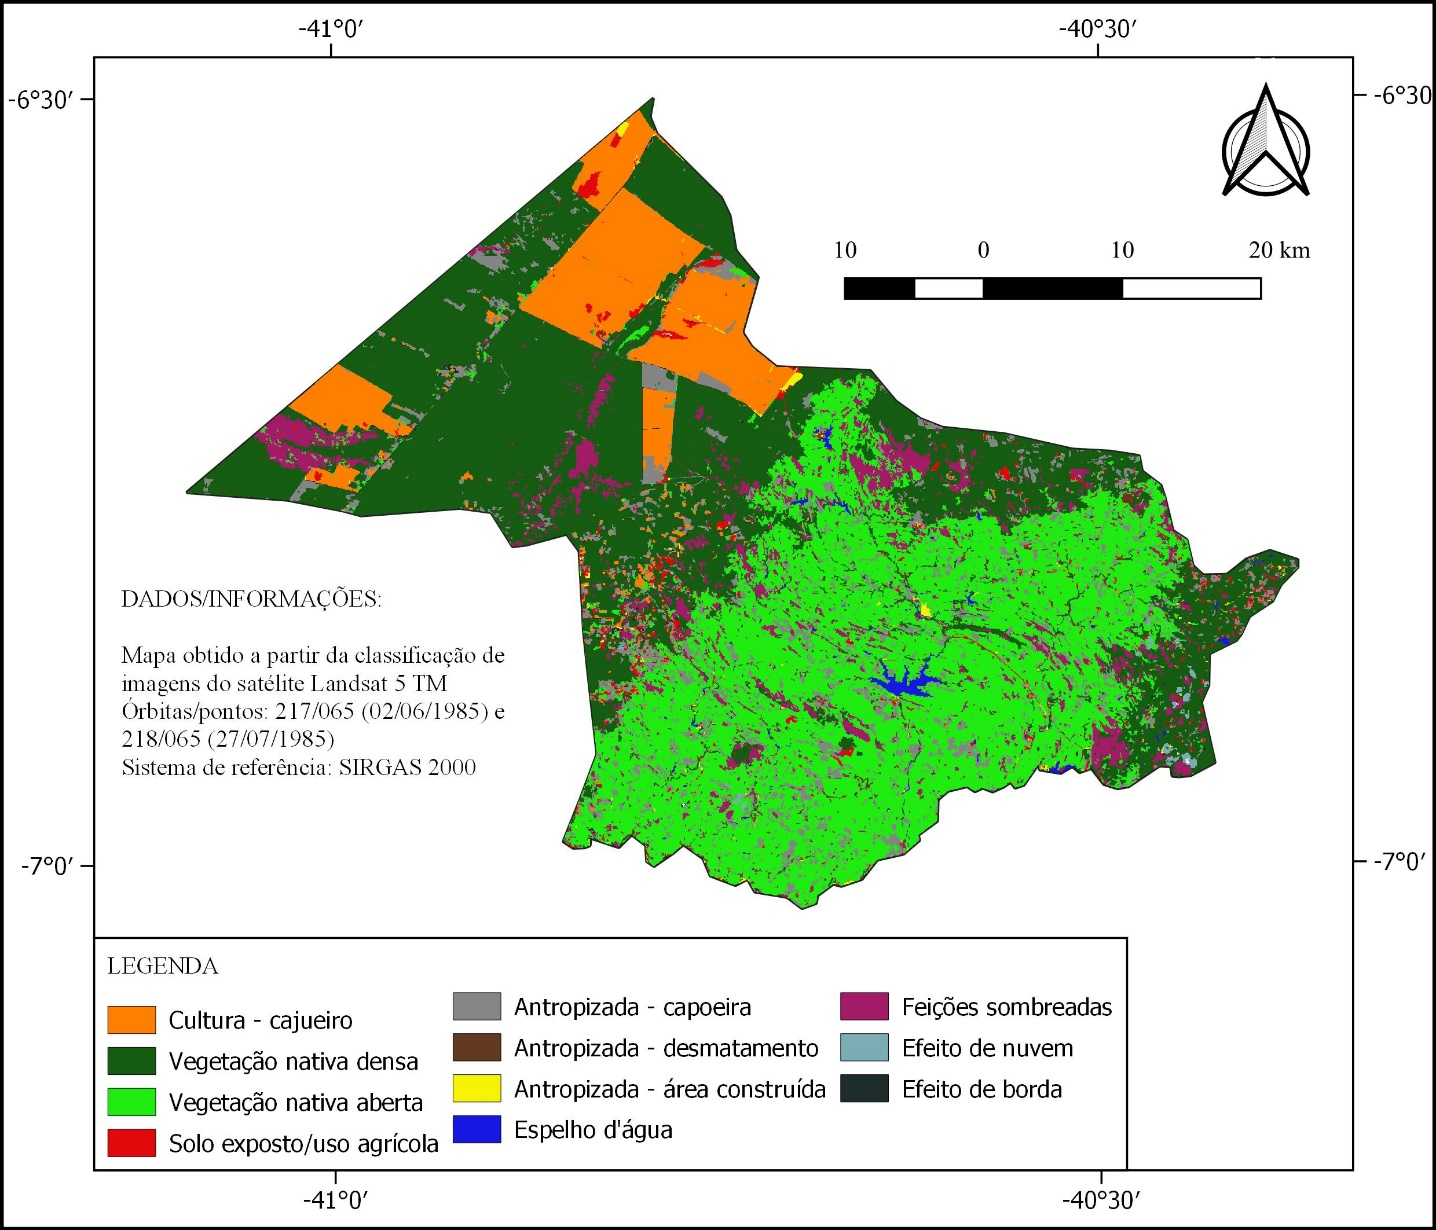 -41°0′
-40°30′
-6°30′
-6°30
10 0 10 20 km
DADOS/INFORMAÇÕES:
Mapa obtido a partir da classificação de
imagens do satélite Landsat 5 TM
Órbitas/pontos: 217/065 (02/06/1985) e
218/065 (27/07/1985)
Sistema de referência: SIRGAS 2000
-7°0′
-7°0′
LEGENDA
Cultura - cajueiro
Vegetação nativa densa
Vegetação nativa aberta
Solo exposto/uso agrícola
Antropizada - capoeira
Antropizada - desmatamento
Antropizada - área construída
Espelho d'água
Feições sombreadas
Efeito de nuvem
Efeito de borda
-41°0′
-40°30′